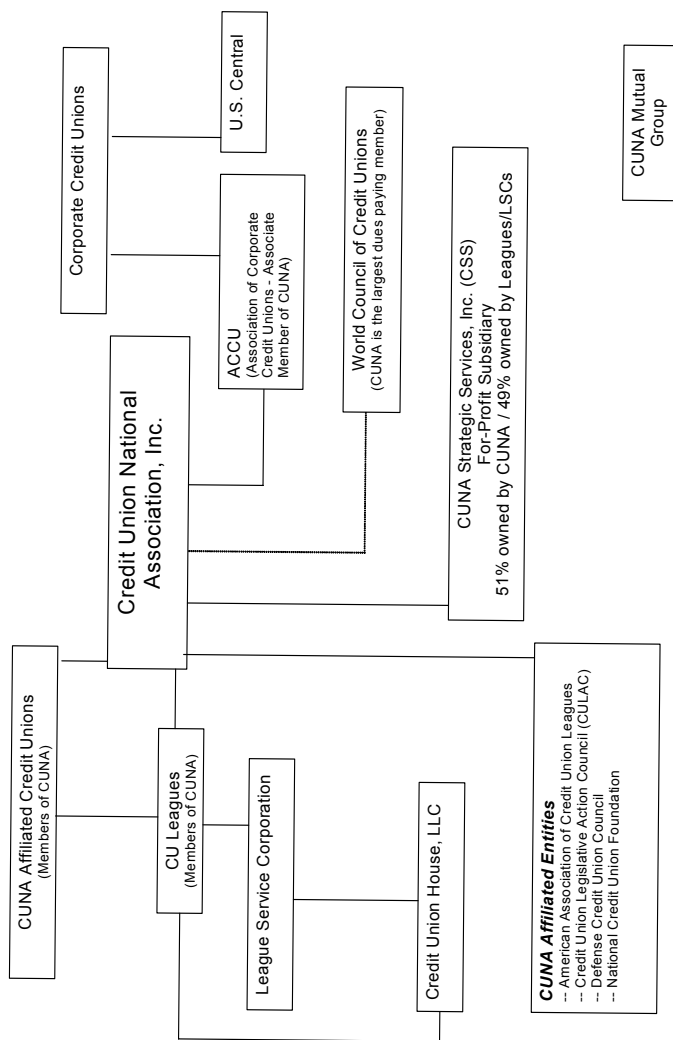 CUNA Affiliated Credit Unions
(Members of CUNA)
Credit Union National
Association, Inc.
Corporate Credit Unions
CU Leagues
(Members of CUNA)
ACCU
(Association of Corporate
Credit Unions - Associate
Member of CUNA)
U.S. Central
League Service Corporation
World Council of Credit Unions
(CUNA is the largest dues paying member)
Credit Union House, LLC
CUNA Strategic Services, Inc. (CSS)
For-Profit Subsidiary
51% owned by CUNA / 49% owned by Leagues/LSCs
CUNA Affiliated Entities
-- American Association of Credit Union Leagues
-- Credit Union Legislative Action Council (CULAC)
-- Defense Credit Union Council
-- National Credit Union Foundation
CUNA Mutual
Group